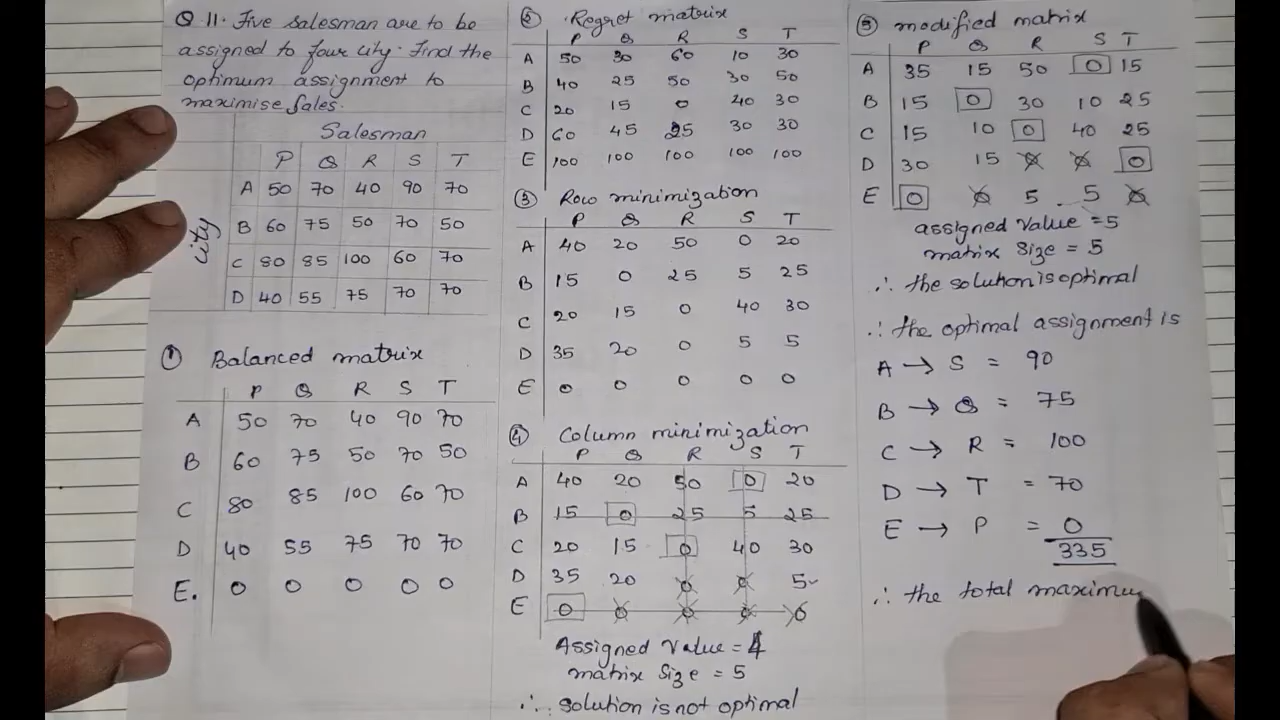 Q 11. Five Salesman are to be
assigned to four city. Find the
optimum assignment to
maximise Sales.
Salesman
P Q R S T
city
A 50 70 40 90 70
B 60 75 50 70 50
C 80 85 100 60 70
D 40 55 75 70 70
① Balanced matrix
P Q R S T
A 50 70 40 90 70
B 60 75 50 70 50
C 80 85 100 60 70
D 40 55 75 70 70
E. 0 0 0 0 0
② Regret matrix
P Q R S T
A 50 30 60 10 30
B 40 25 50 30 50
C 20 15 0 40 30
D 60 45 25 30 30
E 100 100 100 100 100
③ Row minimization
P Q R S T
A 40 20 50 0 20
B 15 0 25 5 25
C 20 15 0 40 30
D 35 20 0 5 5
E 0 0 0 0 0
④ Column minimization
P Q R S T
A 40 20 50 0 20
B 15 0 25 5 25
C 20 15 0 40 30
D 35 20 0 0 5
E 0 0 0 0 0
Assigned value = 4
matrix size = 5
∴ solution is not optimal
⑤ modified matrix
P Q R S T
A 35 15 50 0 15
B 15 0 30 10 25
C 15 10 0 40 25
D 30 15 0 0 0
E 0 0 5 5 0
assigned value = 5
matrix size = 5
∴ the solution is optimal
∴ the optimal assignment is
A → S = 90
B → Q = 75
C → R = 100
D → T = 70
E → P = 0
335
∴ the total maximu